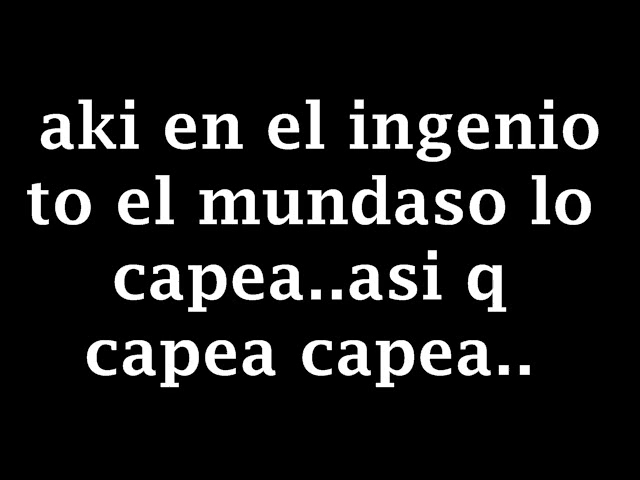 aki en el ingenio
to el mundaso lo
capea..asi q
capea capea..